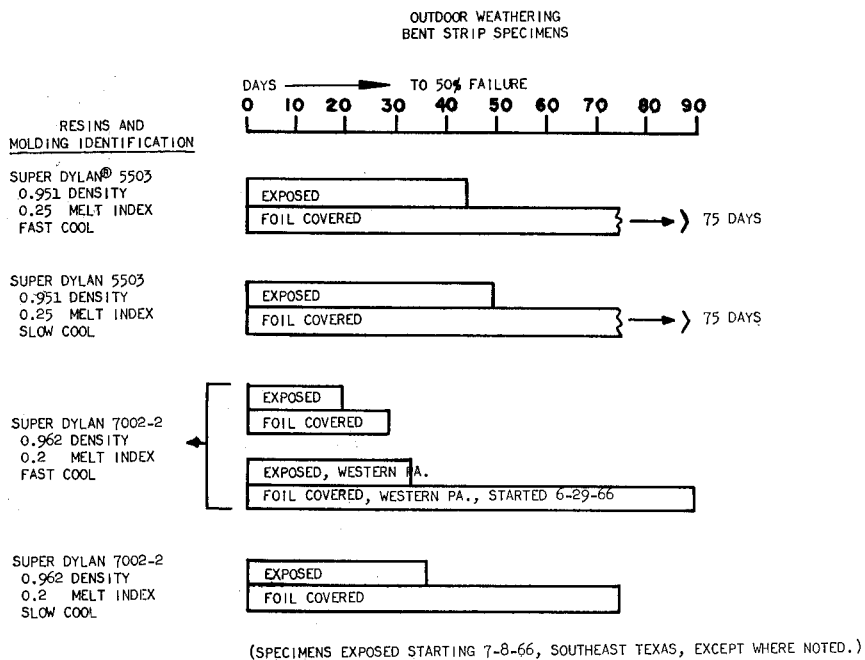 OUTDOOR WEATHERING
BENT STRIP SPECIMENS
DAYS TO 50% FAILURE
0 10 20 30 40 50 60 70 80 90
RESINS AND
MOLDING IDENTIFICATION
SUPER DYLAN® 5503
0.951 DENSITY
0.25 MELT INDEX
FAST COOL
EXPOSED
FOIL COVERED
> 75 DAYS
SUPER DYLAN 5503
0.951 DENSITY
0.25 MELT INDEX
SLOW COOL
EXPOSED
FOIL COVERED
> 75 DAYS
SUPER DYLAN 7002-2
0.962 DENSITY
0.2 MELT INDEX
FAST COOL
EXPOSED
FOIL COVERED
EXPOSED, WESTERN PA.
FOIL COVERED, WESTERN PA., STARTED 6-29-66
SUPER DYLAN 7002-2
0.962 DENSITY
0.2 MELT INDEX
SLOW COOL
EXPOSED
FOIL COVERED
(SPECIMENS EXPOSED STARTING 7-8-66, SOUTHEAST TEXAS, EXCEPT WHERE NOTED.)